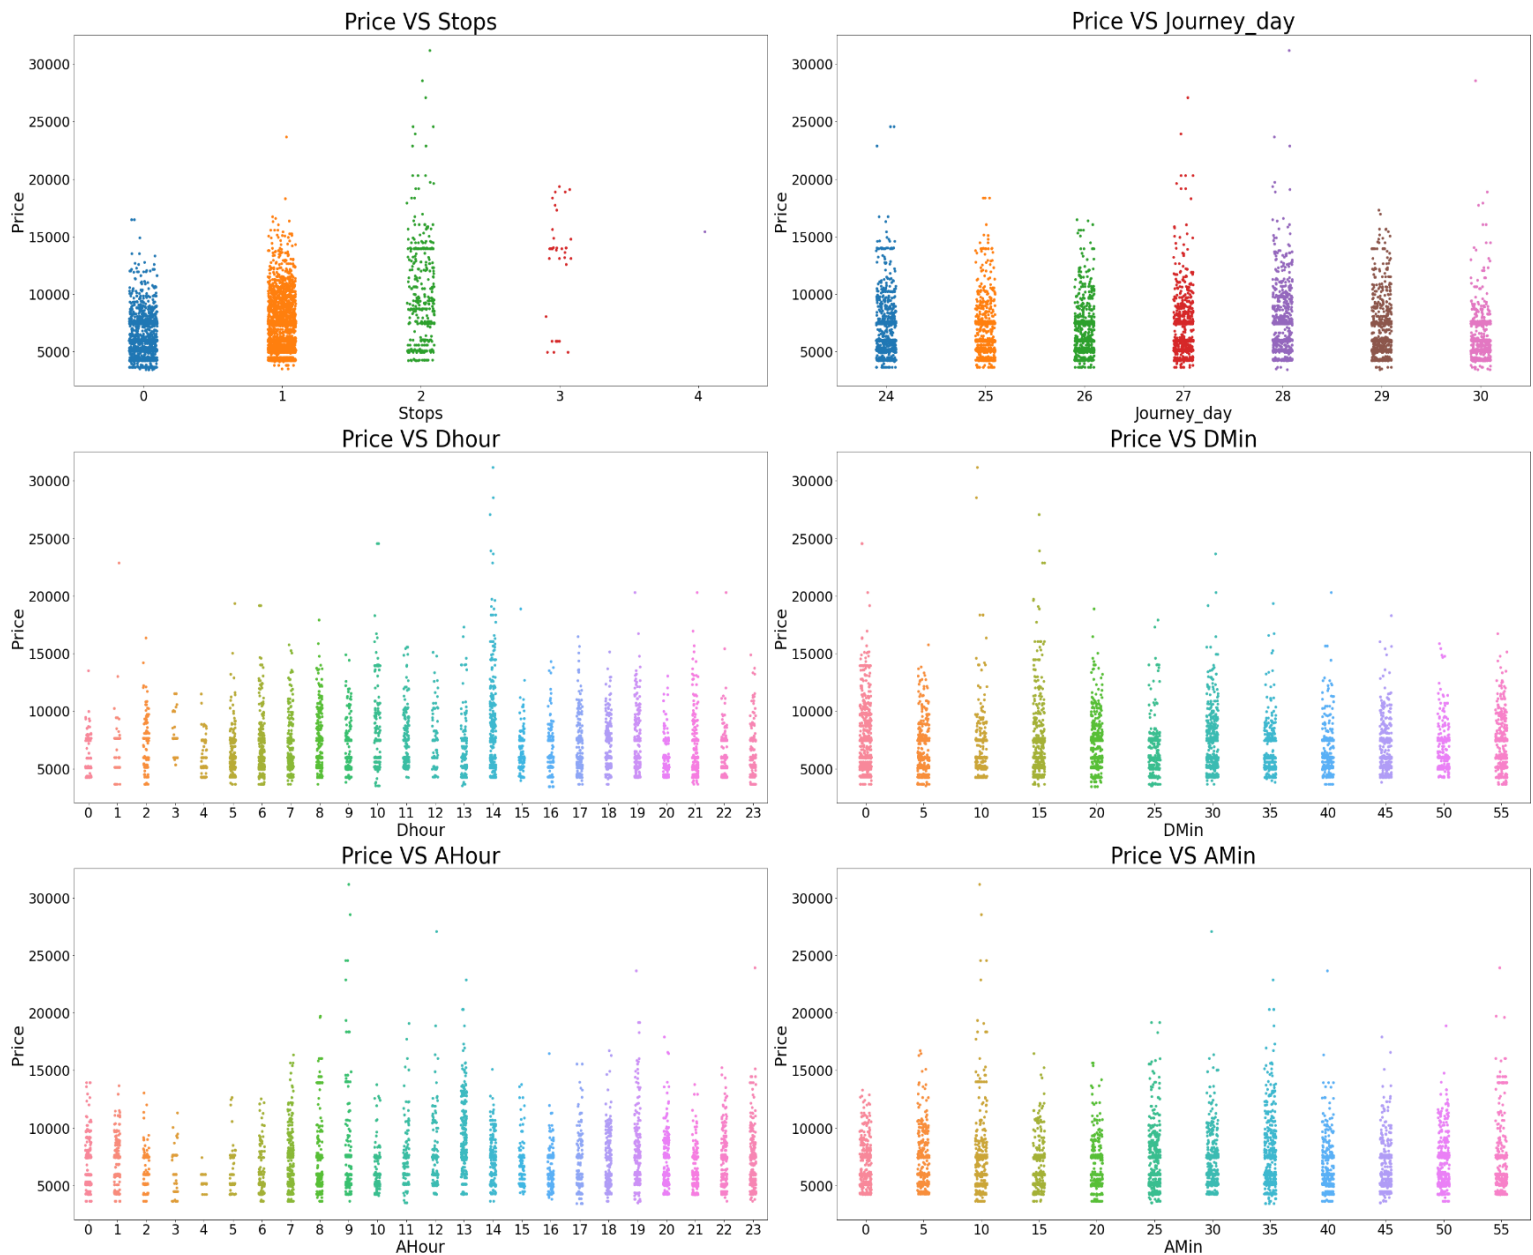 Price VS Stops
Price
30000
25000
20000
15000
10000
5000
0 1 2 3 4
Stops
Price VS Journey_day
Price
30000
25000
20000
15000
10000
5000
24 25 26 27 28 29 30
Journey_day
Price VS Dhour
Price
30000
25000
20000
15000
10000
5000
0 1 2 3 4 5 6 7 8 9 10 11 12 13 14 15 16 17 18 19 20 21 22 23
Dhour
Price VS DMin
Price
30000
25000
20000
15000
10000
5000
0 5 10 15 20 25 30 35 40 45 50 55
DMin
Price VS AHour
Price
30000
25000
20000
15000
10000
5000
0 1 2 3 4 5 6 7 8 9 10 11 12 13 14 15 16 17 18 19 20 21 22 23
AHour
Price VS AMin
Price
30000
25000
20000
15000
10000
5000
0 5 10 15 20 25 30 35 40 45 50 55
AMin